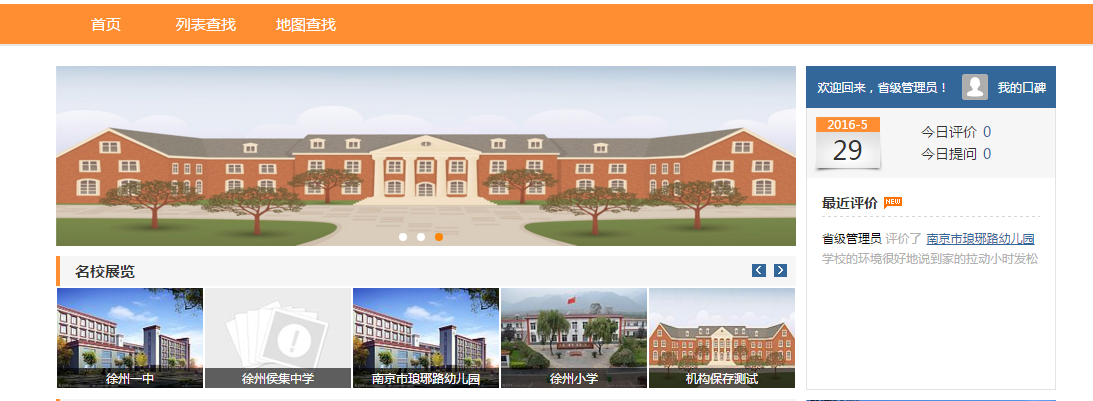 首页 列表查找 地图查找
欢迎回来，省级管理员！ 我的口碑
2016-5
29
今日评价 0
今日提问 0
最近评价 NEW
省级管理员 评价了 南京市琅琊路幼儿园
学校的环境很好地说到家的拉动小时发松
名校展览
徐州一中 徐州侯集中学 南京市琅琊路幼儿园 徐州小学 机构保存测试